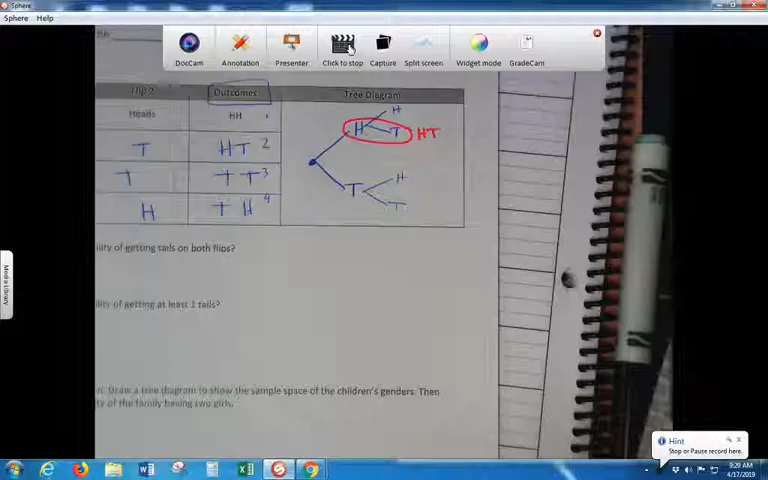 Sphere
Sphere Help
DocCam Annotation Presenter Click to stop Capture Split screen Widget mode GradeCam
Flip 2 Outcomes Tree Diagram
Heads HH 1
T HT 2
T TT 3
H TH 4
H
H T HT
T H
T
ility of getting tails on both flips?
ility of getting at least 1 tails?
n. Draw a tree diagram to show the sample space of the children's genders. Then
ty of the family having two girls.
Media Library
Hint
Stop or Pause record here.
9:20 AM
4/17/2019